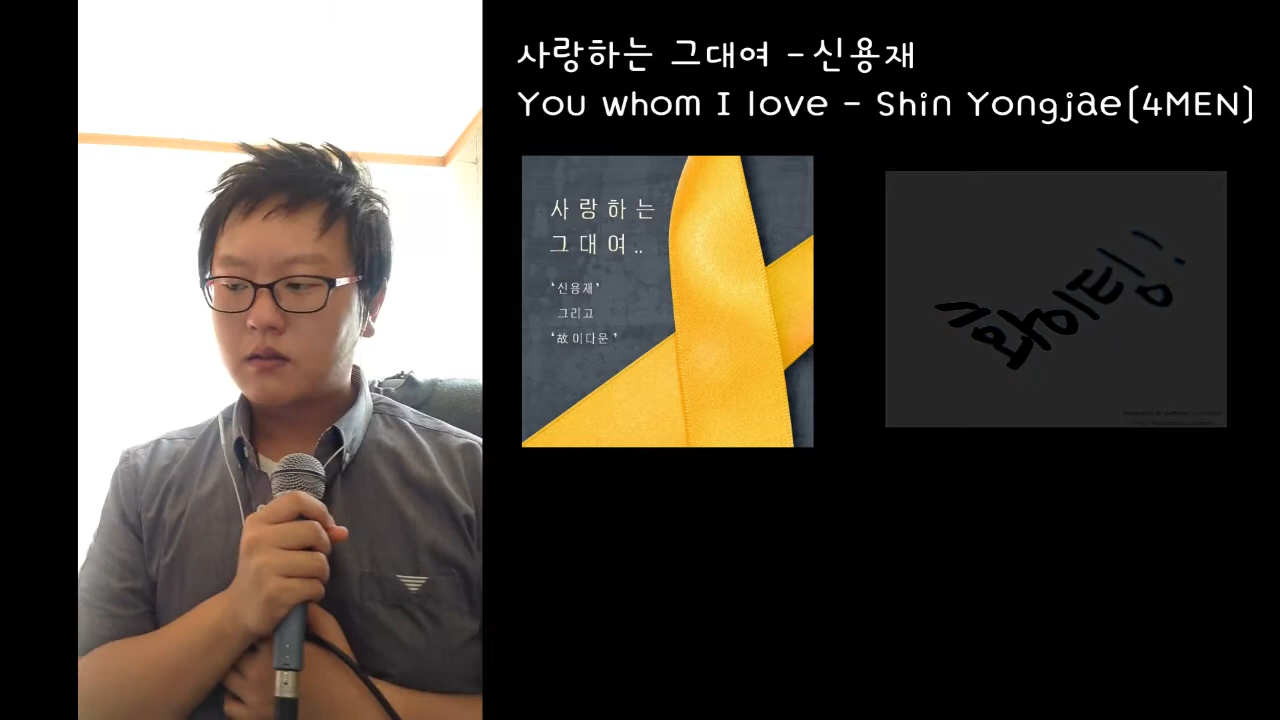 사랑하는 그대여 - 신용재
You whom I love - Shin Yongjae(4MEN)
사랑하는
그대여..
'신용재'
그리고
'故 이다운'
화이팅!